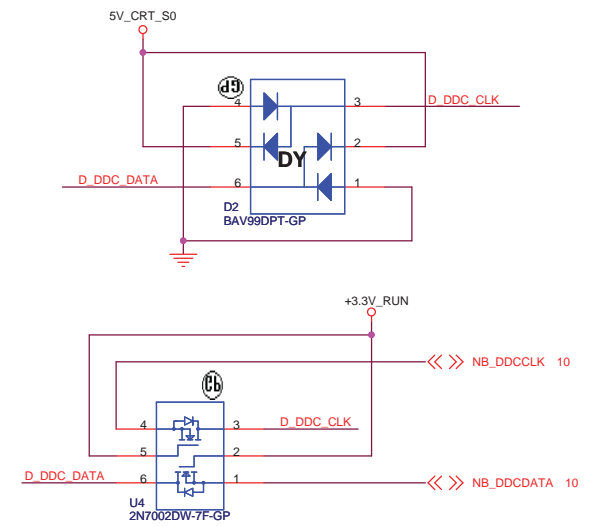 5V_CRT_S0
GP
4 3 D_DDC_CLK
5 2
DY
D_DDC_DATA 6 1
D2
BAV99DPT-GP
+3.3V_RUN
NB_DDCCLK 10
4 3 D_DDC_CLK
5 2
D_DDC_DATA 6 1 NB_DDCDATA 10
U4
2N7002DW-7F-GP